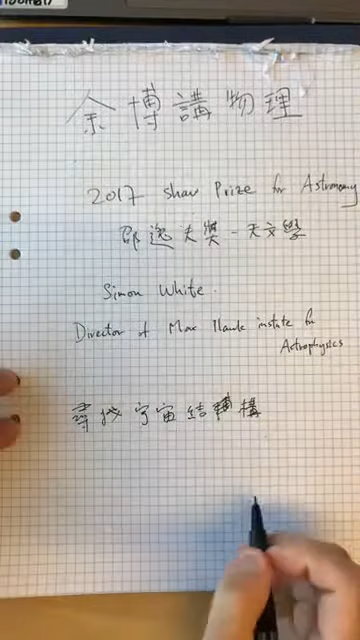 余博講物理
2017 Shaw Prize for Astronomy
邵逸夫獎 - 天文學
Simon White.
Director of Max Planck instute for
Astrophysics
尋找宇宙結構